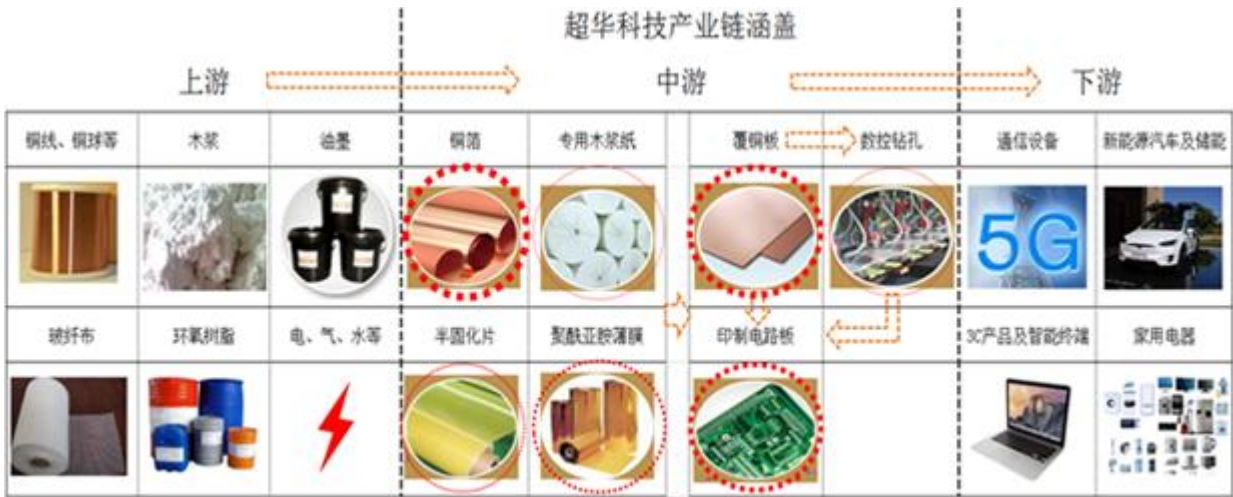 超华科技产业链涵盖
上游 中游 下游
铜线、铜球等 木浆 油墨 铜箔 专用木浆纸 覆铜板 数控钻孔 通信设备 新能源汽车及储能
5G
玻纤布 环氧树脂 电、气、水等 半固化片 聚酰亚胺薄膜 印制电路板 3C产品及智能终端 家用电器